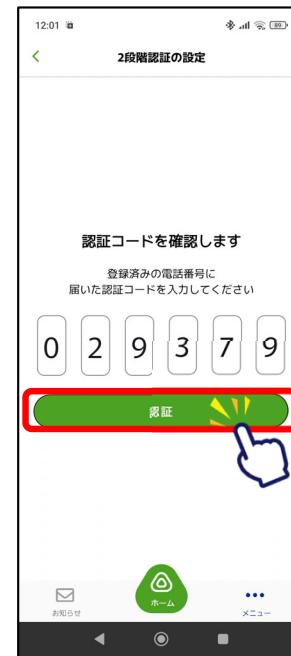 12:01
89
2段階認証の設定
認証コードを確認します
登録済みの電話番号に
届いた認証コードを入力してください
0 2 9 3 7 9
認証
お知らせ
ホーム
メニュー